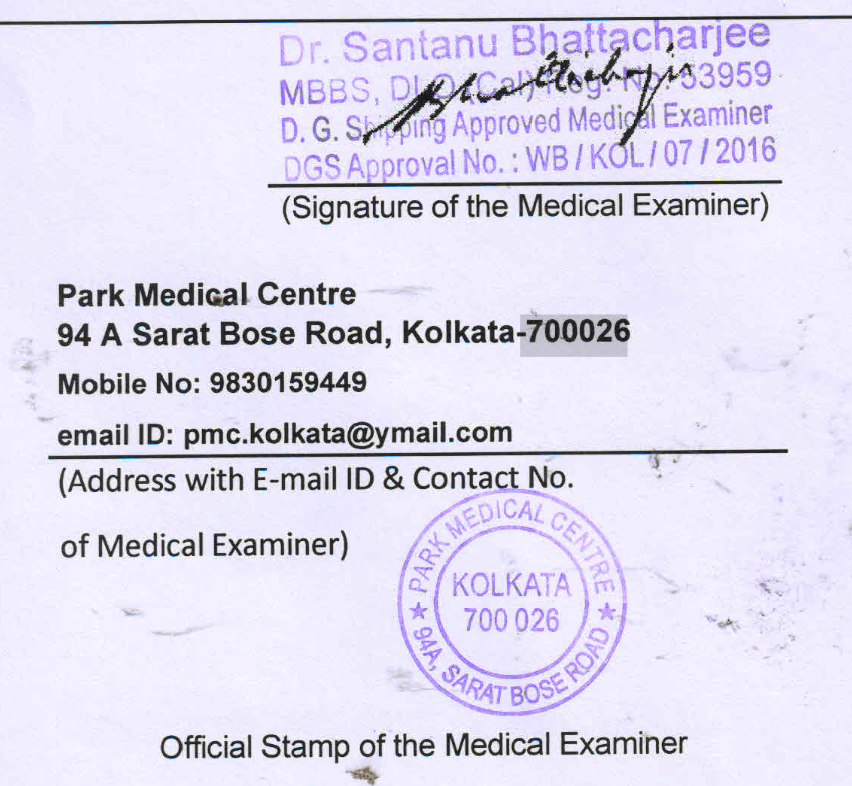 Dr. Santanu Bhattacharjee
MBBS, DLO (Cal) Reg. No. 53959
D. G. Shipping Approved Medical Examiner
DGS Approval No. : WB / KOL / 07 / 2016
(Signature of the Medical Examiner)
Park Medical Centre
94 A Sarat Bose Road, Kolkata-700026
Mobile No: 9830159449
email ID: pmc.kolkata@ymail.com
(Address with E-mail ID & Contact No.
of Medical Examiner)
PARK MEDICAL CENTRE
KOLKATA
700 026
★ 94A, SARAT BOSE ROAD ★
Official Stamp of the Medical Examiner